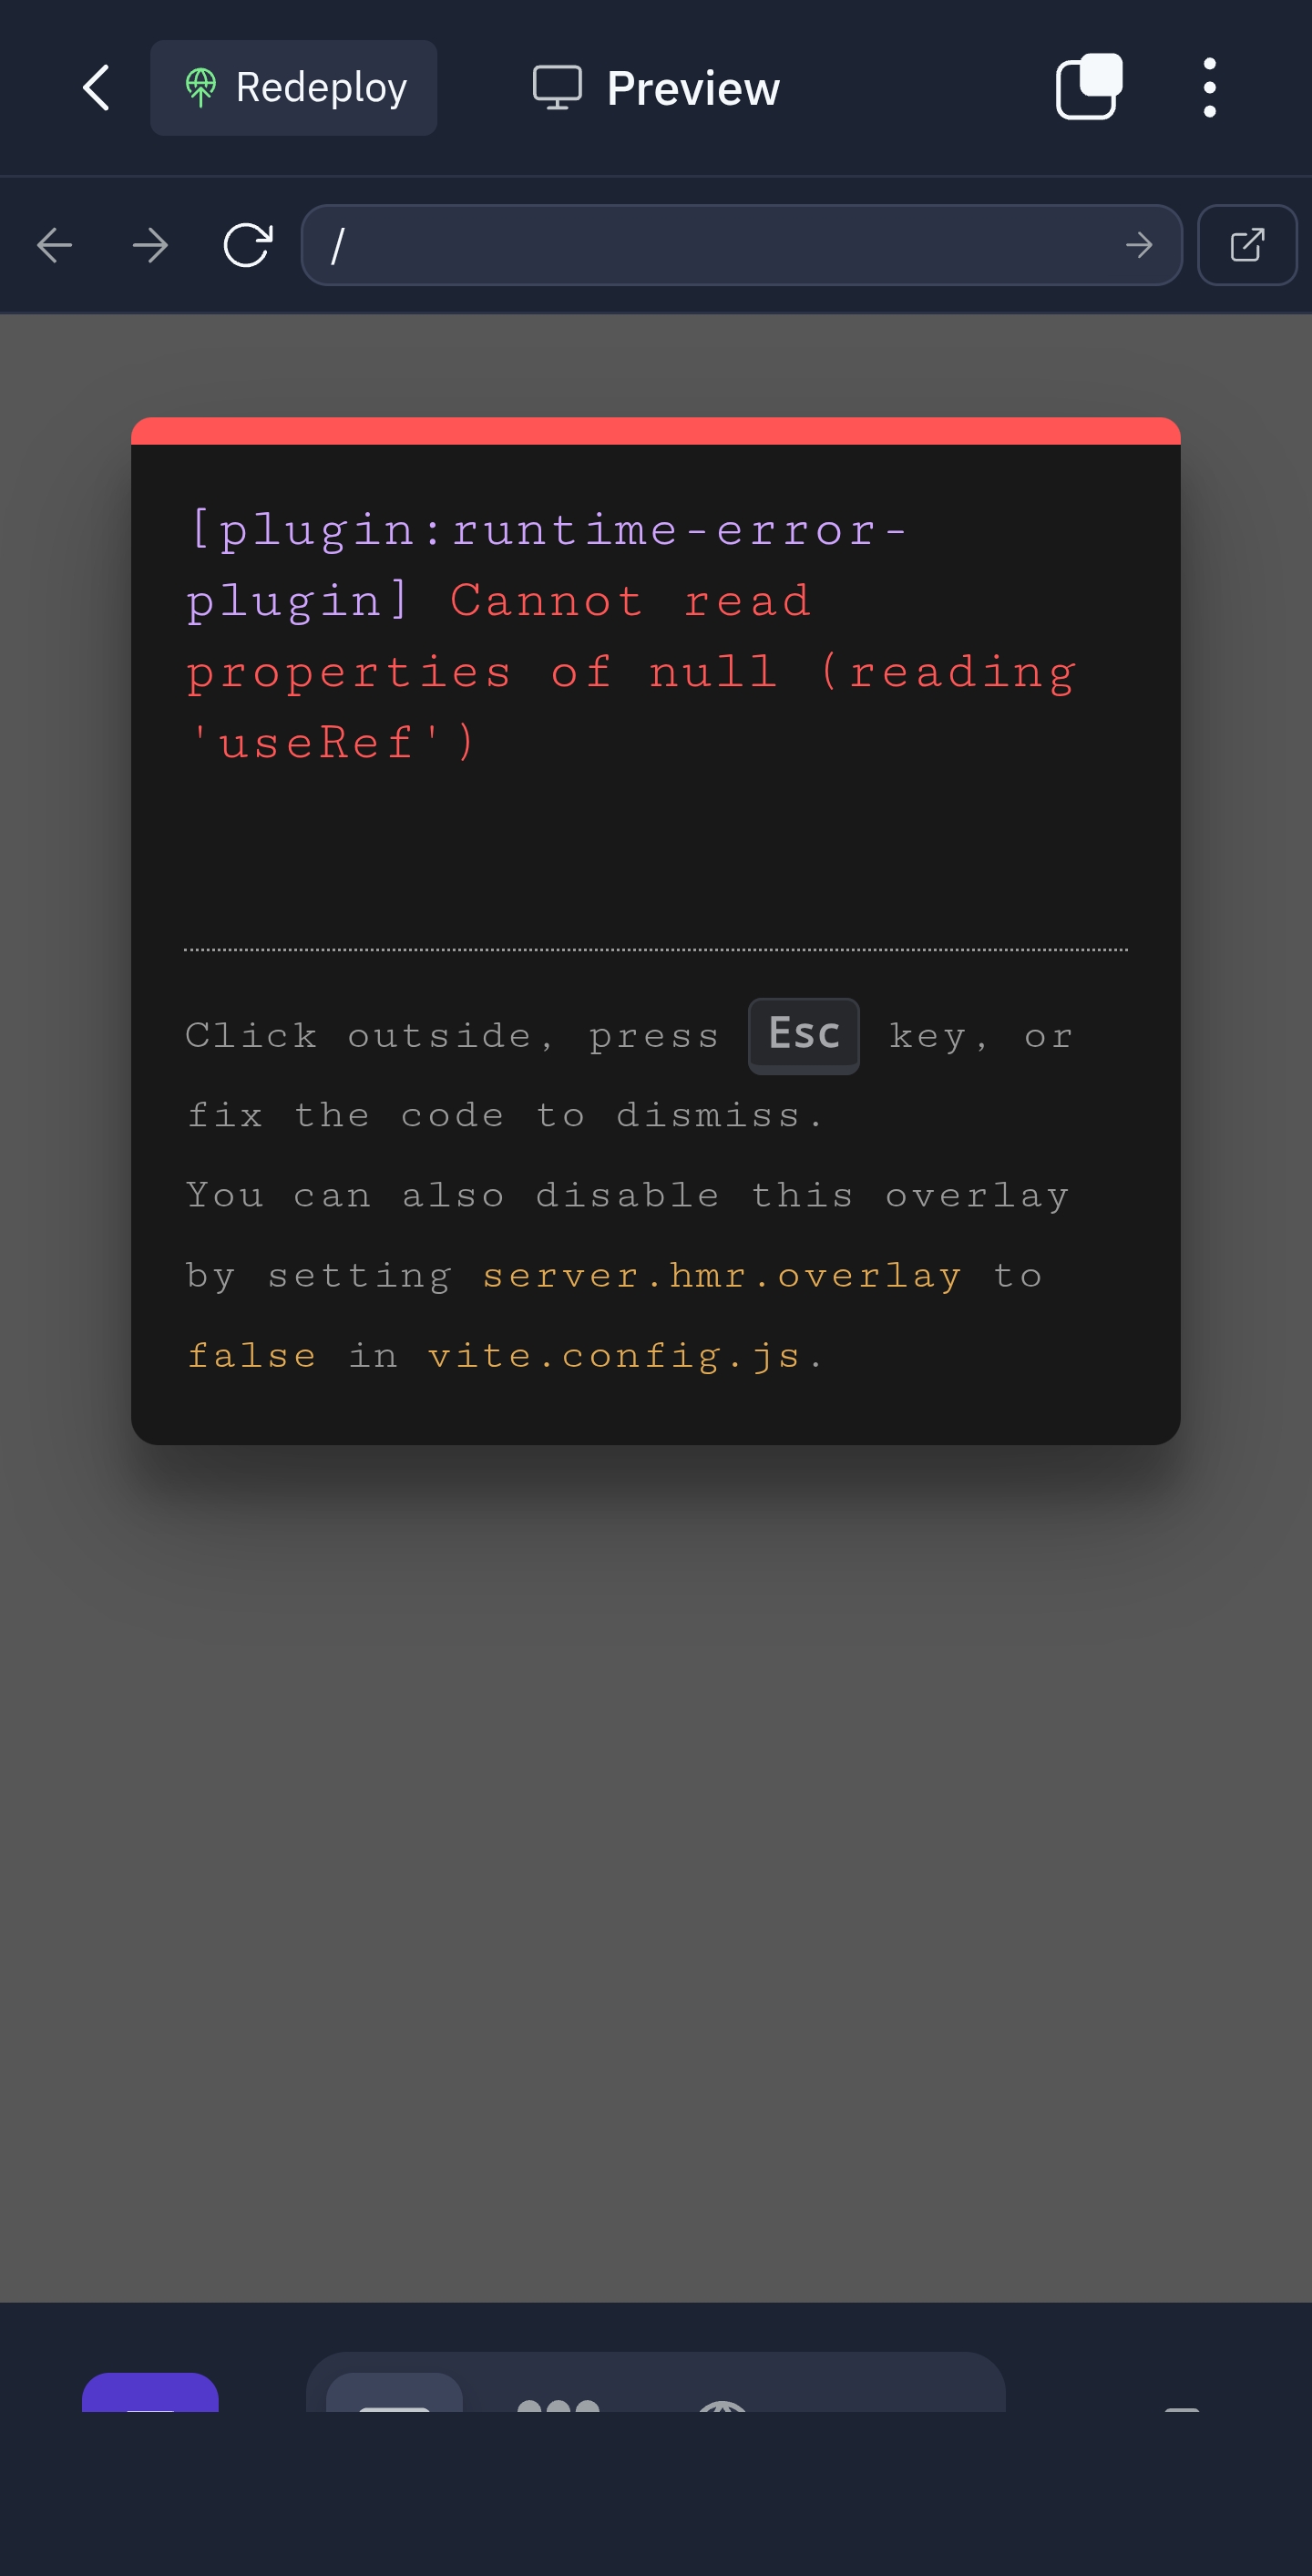 Redeploy
Preview
/
[plugin:runtime-error-
plugin] Cannot read
properties of null (reading
'useRef')
Click outside, press Esc key, or
fix the code to dismiss.
You can also disable this overlay
by setting server.hmr.overlay to
false in vite.config.js.